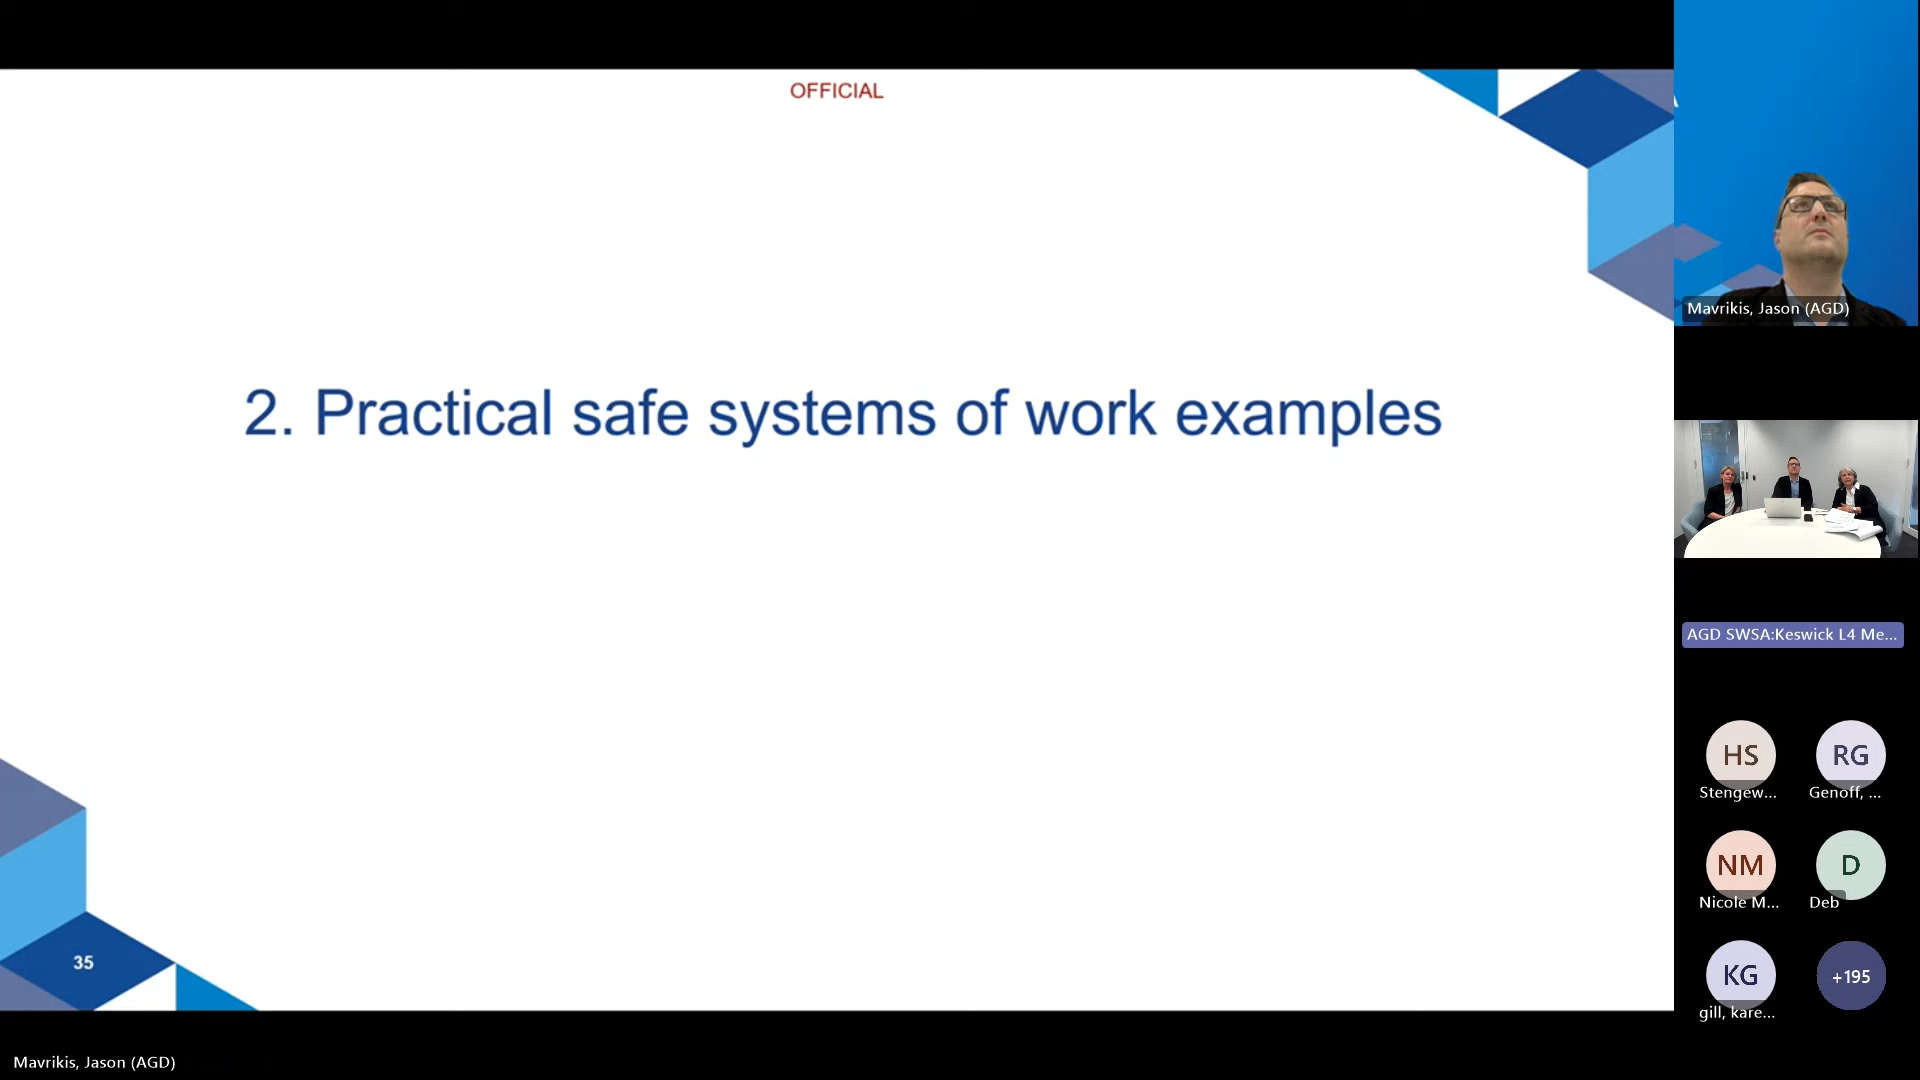 OFFICIAL
2. Practical safe systems of work examples
35
Mavrikis, Jason (AGD)
Mavrikis, Jason (AGD)
AGD SWSA:Keswick L4 Me...
HS
RG
Stengew...
Genoff, ...
NM
D
Nicole M...
Deb
KG
+195
gill, kare...